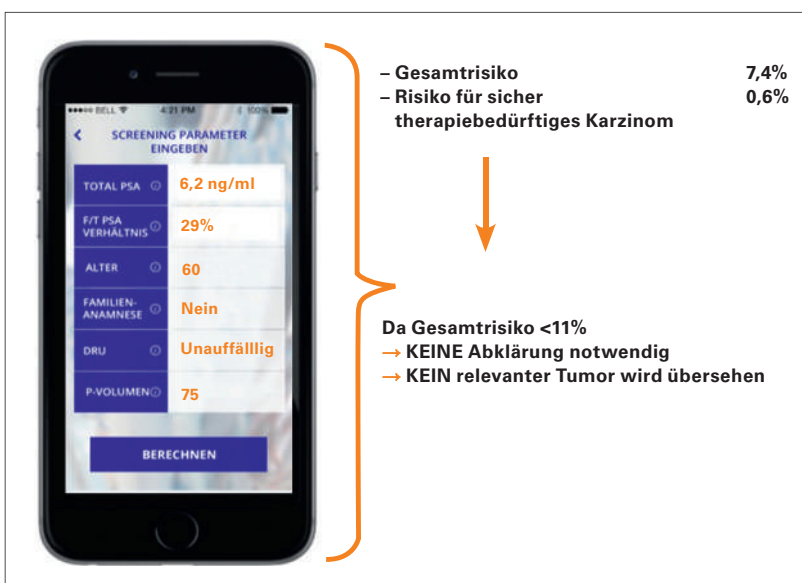 ●●●●○ BELL 4:21 PM 100%
SCREENING PARAMETER
EINGEBEN
TOTAL PSA 6,2 ng/ml
F/T PSA
VERHÄLTNIS 29%
ALTER 60
FAMILIEN-
ANAMNESE Nein
DRU Unauffälllig
P-VOLUMEN 75
BERECHNEN
– Gesamtrisiko 7,4%
– Risiko für sicher 0,6%
therapiebedürftiges Karzinom
Da Gesamtrisiko <11%
→ KEINE Abklärung notwendig
→ KEIN relevanter Tumor wird übersehen